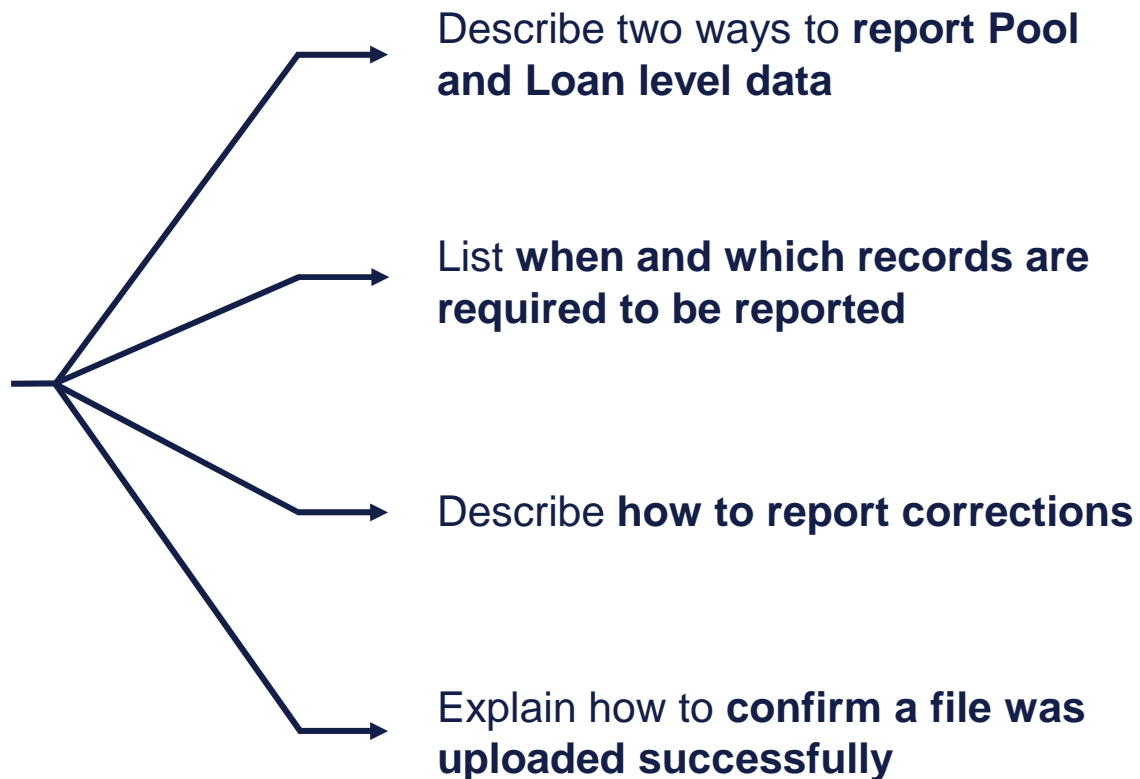 Describe two ways to report Pool
and Loan level data
List when and which records are
required to be reported
Describe how to report corrections
Explain how to confirm a file was
uploaded successfully